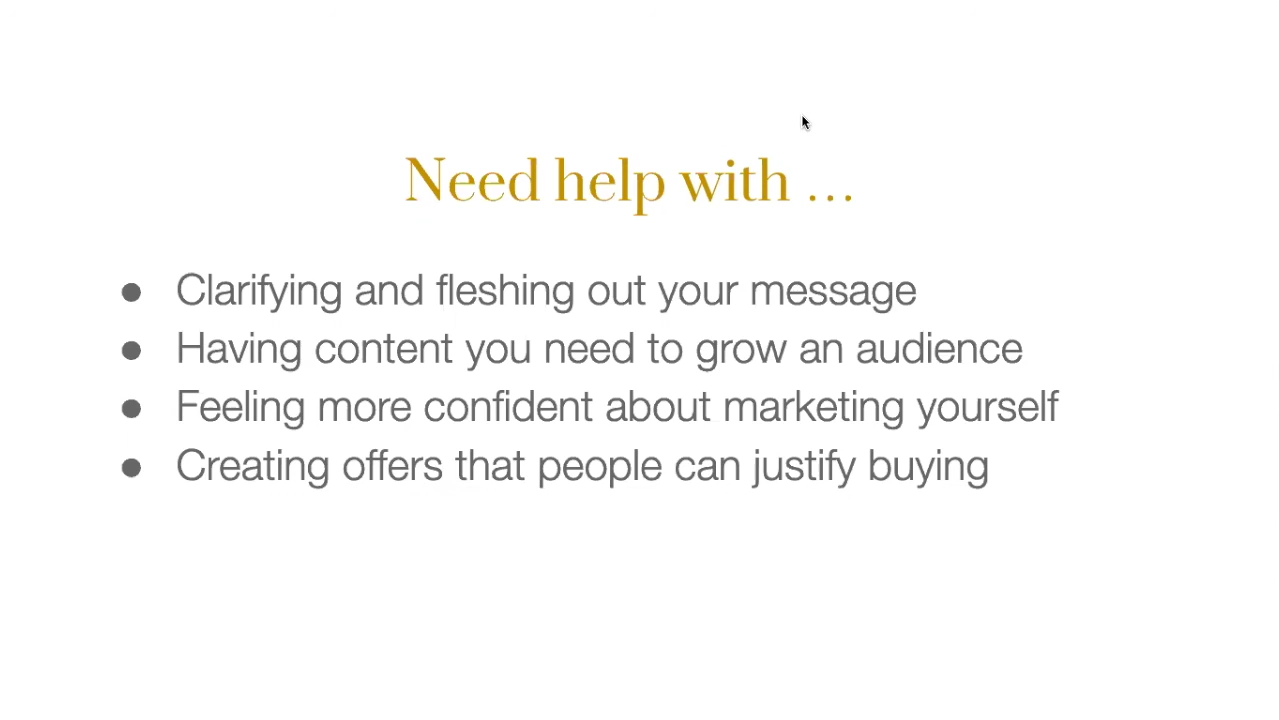 Need help with ...
● Clarifying and fleshing out your message
● Having content you need to grow an audience
● Feeling more confident about marketing yourself
● Creating offers that people can justify buying